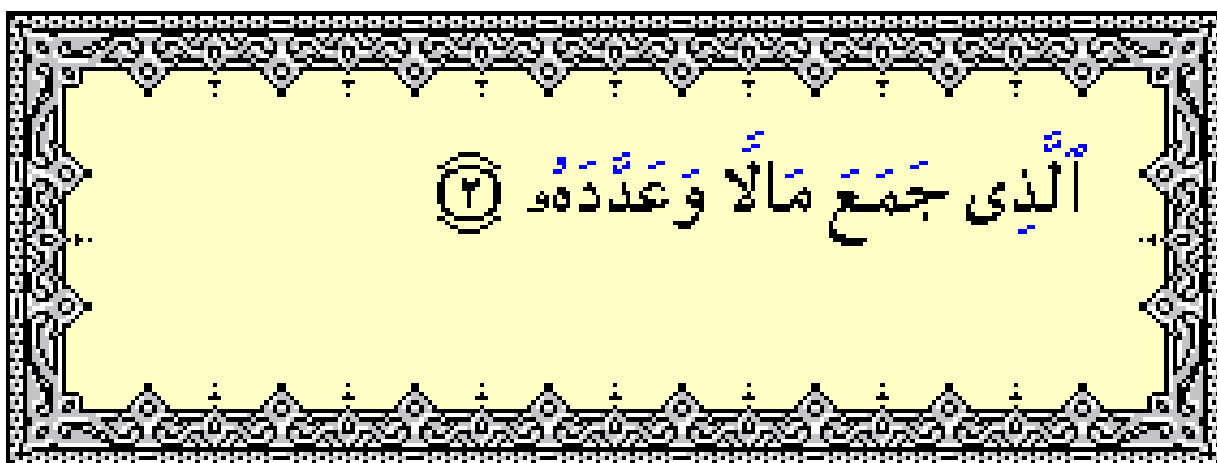 ٱلَّذِى جَمَعَ مَالًا وَعَدَّدَهُۥ ٢